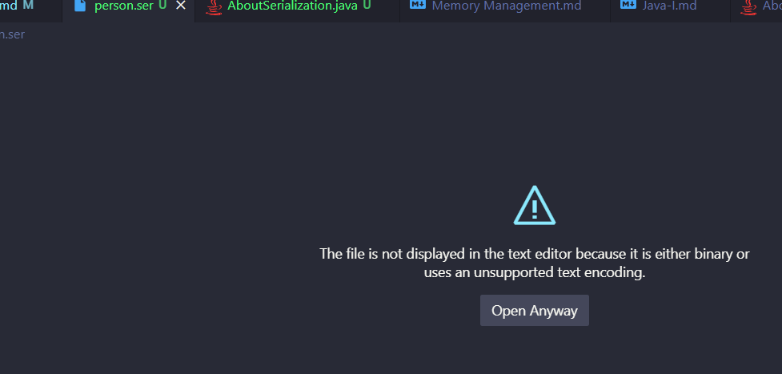 md M person.ser U × AboutSerialization.java U Memory Management.md Java-I.md Abo
n.ser
The file is not displayed in the text editor because it is either binary or
uses an unsupported text encoding.
Open Anyway